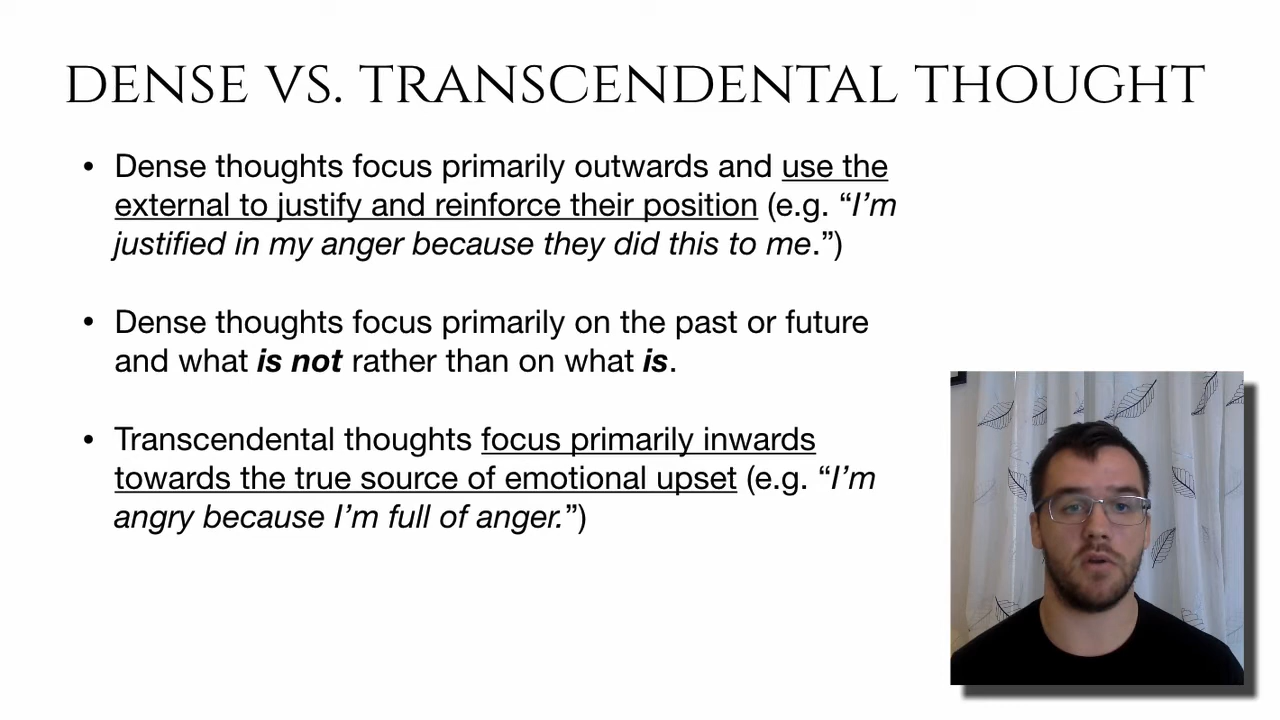 DENSE VS. TRANSCENDENTAL THOUGHT
• Dense thoughts focus primarily outwards and use the
external to justify and reinforce their position (e.g. “I’m
justified in my anger because they did this to me.”)
• Dense thoughts focus primarily on the past or future
and what is not rather than on what is.
• Transcendental thoughts focus primarily inwards
towards the true source of emotional upset (e.g. “I’m
angry because I’m full of anger.”)